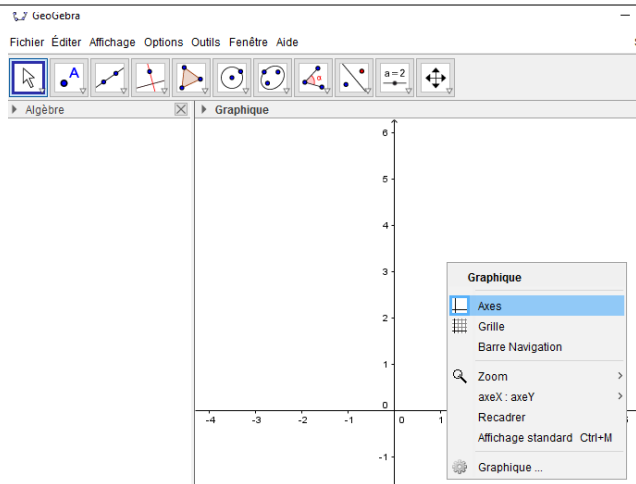 GeoGebra
Fichier Éditer Affichage Options Outils Fenêtre Aide
A
α
a = 2
Algèbre
Graphique
6
5
4
3
2
1
0
-4 -3 -2 -1 0 1
-1
Graphique
Axes
Grille
Barre Navigation
Zoom
axeX : axeY
Recadrer
Affichage standard Ctrl+M
Graphique ...